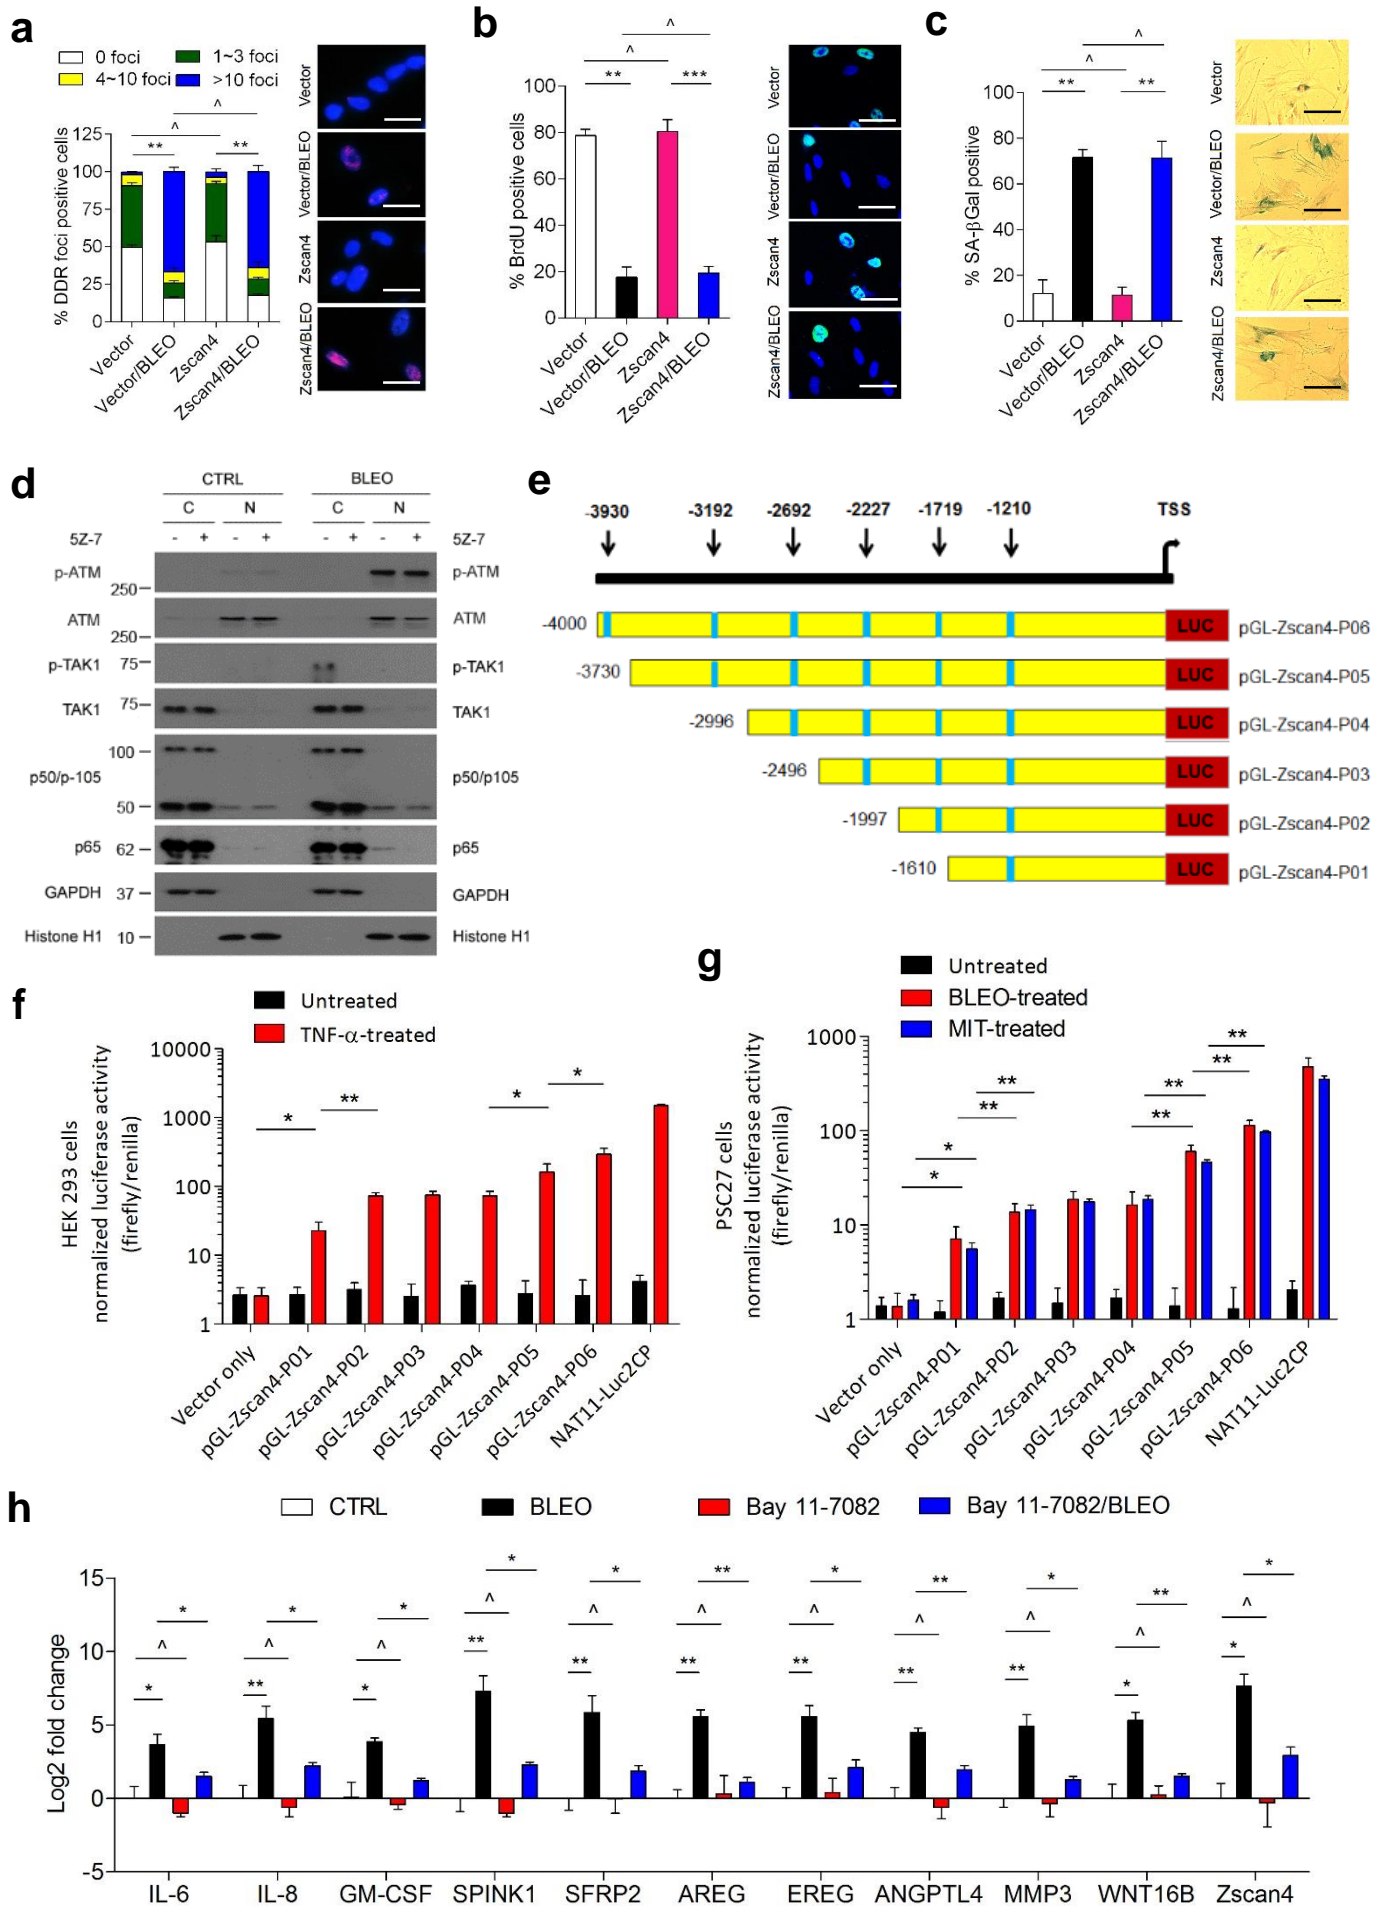 a
0 foci
1~3 foci
4~10 foci
>10 foci
^
^
** **
% DDR foci positive cells
125
100
75
50
25
0
Vector
Vector/BLEO
Zscan4
Zscan4/BLEO
Vector
Vector/BLEO
Zscan4
Zscan4/BLEO
b
^
^
** ***
% BrdU positive cells
100
80
60
40
20
0
Vector
Vector/BLEO
Zscan4
Zscan4/BLEO
Vector
Vector/BLEO
Zscan4
Zscan4/BLEO
c
^
^
** **
% SA-βGal positive
100
80
60
40
20
0
Vector
Vector/BLEO
Zscan4
Zscan4/BLEO
Vector
Vector/BLEO
Zscan4
Zscan4/BLEO
d
CTRL BLEO
C N C N
5Z-7 - + - + - + - + 5Z-7
p-ATM 250 p-ATM
ATM 250 ATM
p-TAK1 75 p-TAK1
TAK1 75 TAK1
100
p50/p-105 p50/p105
50
p65 62 p65
GAPDH 37 GAPDH
Histone H1 10 Histone H1
e
-3930 -3192 -2692 -2227 -1719 -1210 TSS
-4000 LUC pGL-Zscan4-P06
-3730 LUC pGL-Zscan4-P05
-2996 LUC pGL-Zscan4-P04
-2496 LUC pGL-Zscan4-P03
-1997 LUC pGL-Zscan4-P02
-1610 LUC pGL-Zscan4-P01
f
Untreated
TNF-α-treated
HEK 293 cells
normalized luciferase activity
(firefly/renilla)
10000
1000
100
10
1
* ** * *
Vector only
pGL-Zscan4-P01
pGL-Zscan4-P02
pGL-Zscan4-P03
pGL-Zscan4-P04
pGL-Zscan4-P05
pGL-Zscan4-P06
NAT11-Luc2CP
g
Untreated
BLEO-treated
MIT-treated
PSC27 cells
normalized luciferase activity
(firefly/renilla)
1000
100
10
1
**
**
** **
** **
*
*
Vector only
pGL-Zscan4-P01
pGL-Zscan4-P02
pGL-Zscan4-P03
pGL-Zscan4-P04
pGL-Zscan4-P05
pGL-Zscan4-P06
NAT11-Luc2CP
h
CTRL BLEO Bay 11-7082 Bay 11-7082/BLEO
Log2 fold change
15
10
5
0
-5
* * * * * ** * ** * ** *
^ ^ ^ ^ ^ ^ ^ ^ ^ ^ ^
* ** * ** ** ** ** ** ** * *
IL-6 IL-8 GM-CSF SPINK1 SFRP2 AREG EREG ANGPTL4 MMP3 WNT16B Zscan4